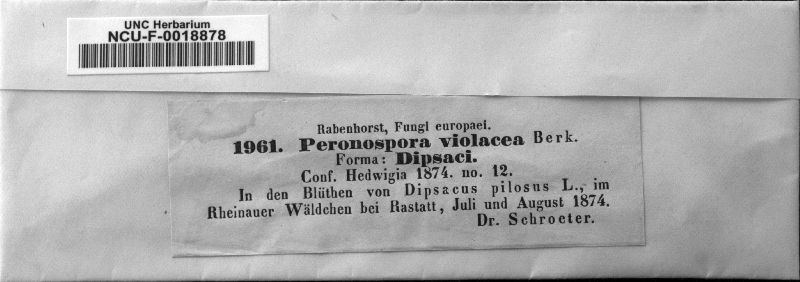 UNC Herbarium
NCU-F-0018878
Rabenhorst, Fungi europaei.
1961. Peronospora violacea Berk.
Forma: Dipsaci.
Conf. Hedwigia 1874. no. 12.
In den Blüthen von Dipsacus pilosus L., im
Rheinauer Wäldchen bei Rastatt, Juli und August 1874.
Dr. Schroeter.